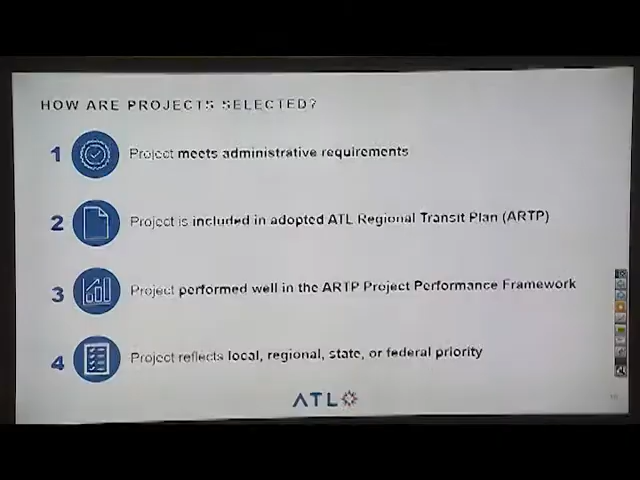 HOW ARE PROJECTS SELECTED?
1 Project meets administrative requirements
2 Project is included in adopted ATL Regional Transit Plan (ARTP)
3 Project performed well in the ARTP Project Performance Framework
4 Project reflects local, regional, state, or federal priority
ATL